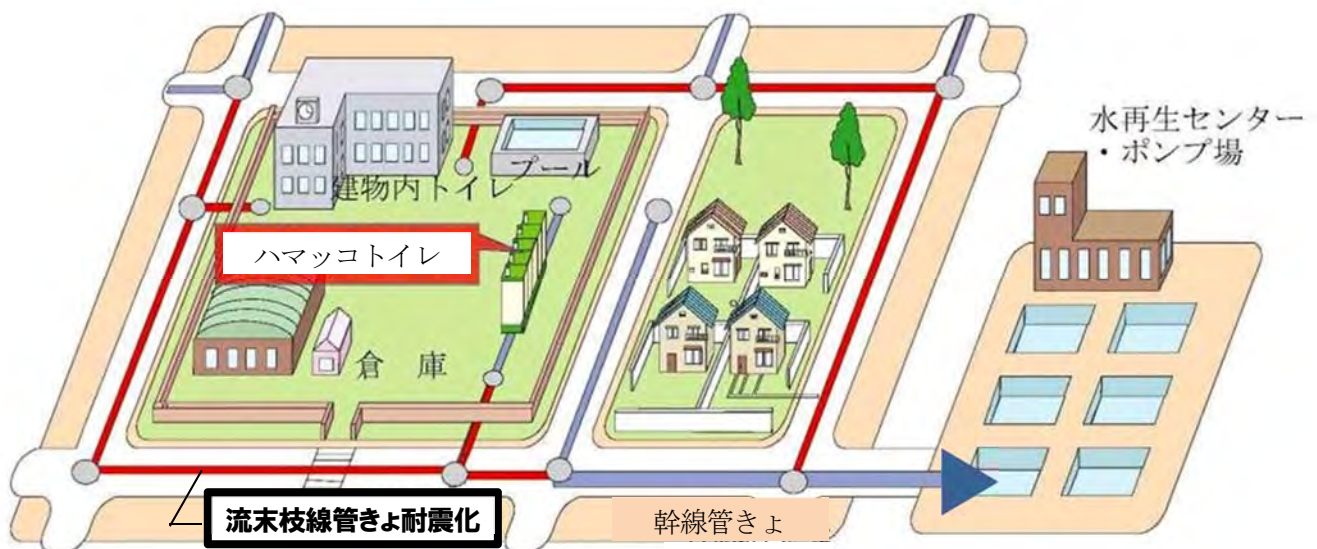 水再生センター
・ポンプ場
プール
建物内トイレ
ハマッコトイレ
倉 庫
流末枝線管きょ耐震化
幹線管きょ